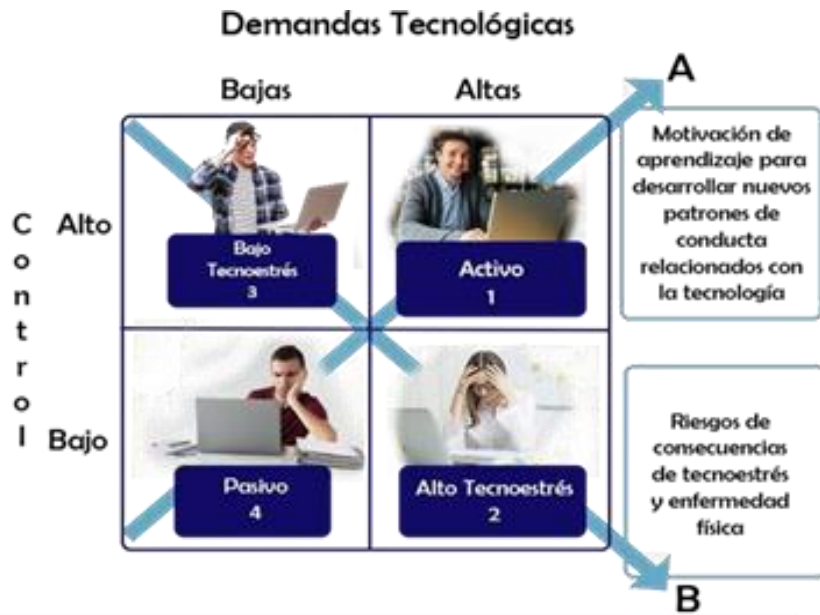 Demandas Tecnológicas
Bajas
Altas
A
Control
Alto
Bajo
Tecnoestrés
3
Activo
1
Motivación de
aprendizaje para
desarrollar nuevos
patrones de
conducta
relacionados con
la tecnología
Bajo
Pasivo
4
Alto Tecnoestrés
2
Riesgos de
consecuencias
de tecnoestrés
y enfermedad
física
B